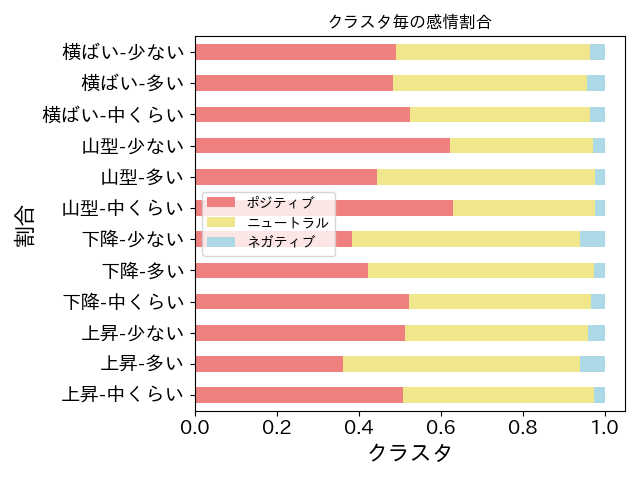 クラスタ毎の感情割合
横ばい-少ない
横ばい-多い
横ばい-中くらい
山型-少ない
山型-多い
山型-中くらい
下降-少ない
下降-多い
下降-中くらい
上昇-少ない
上昇-多い
上昇-中くらい
割合
ポジティブ
ニュートラル
ネガティブ
0.0 0.2 0.4 0.6 0.8 1.0
クラスタ